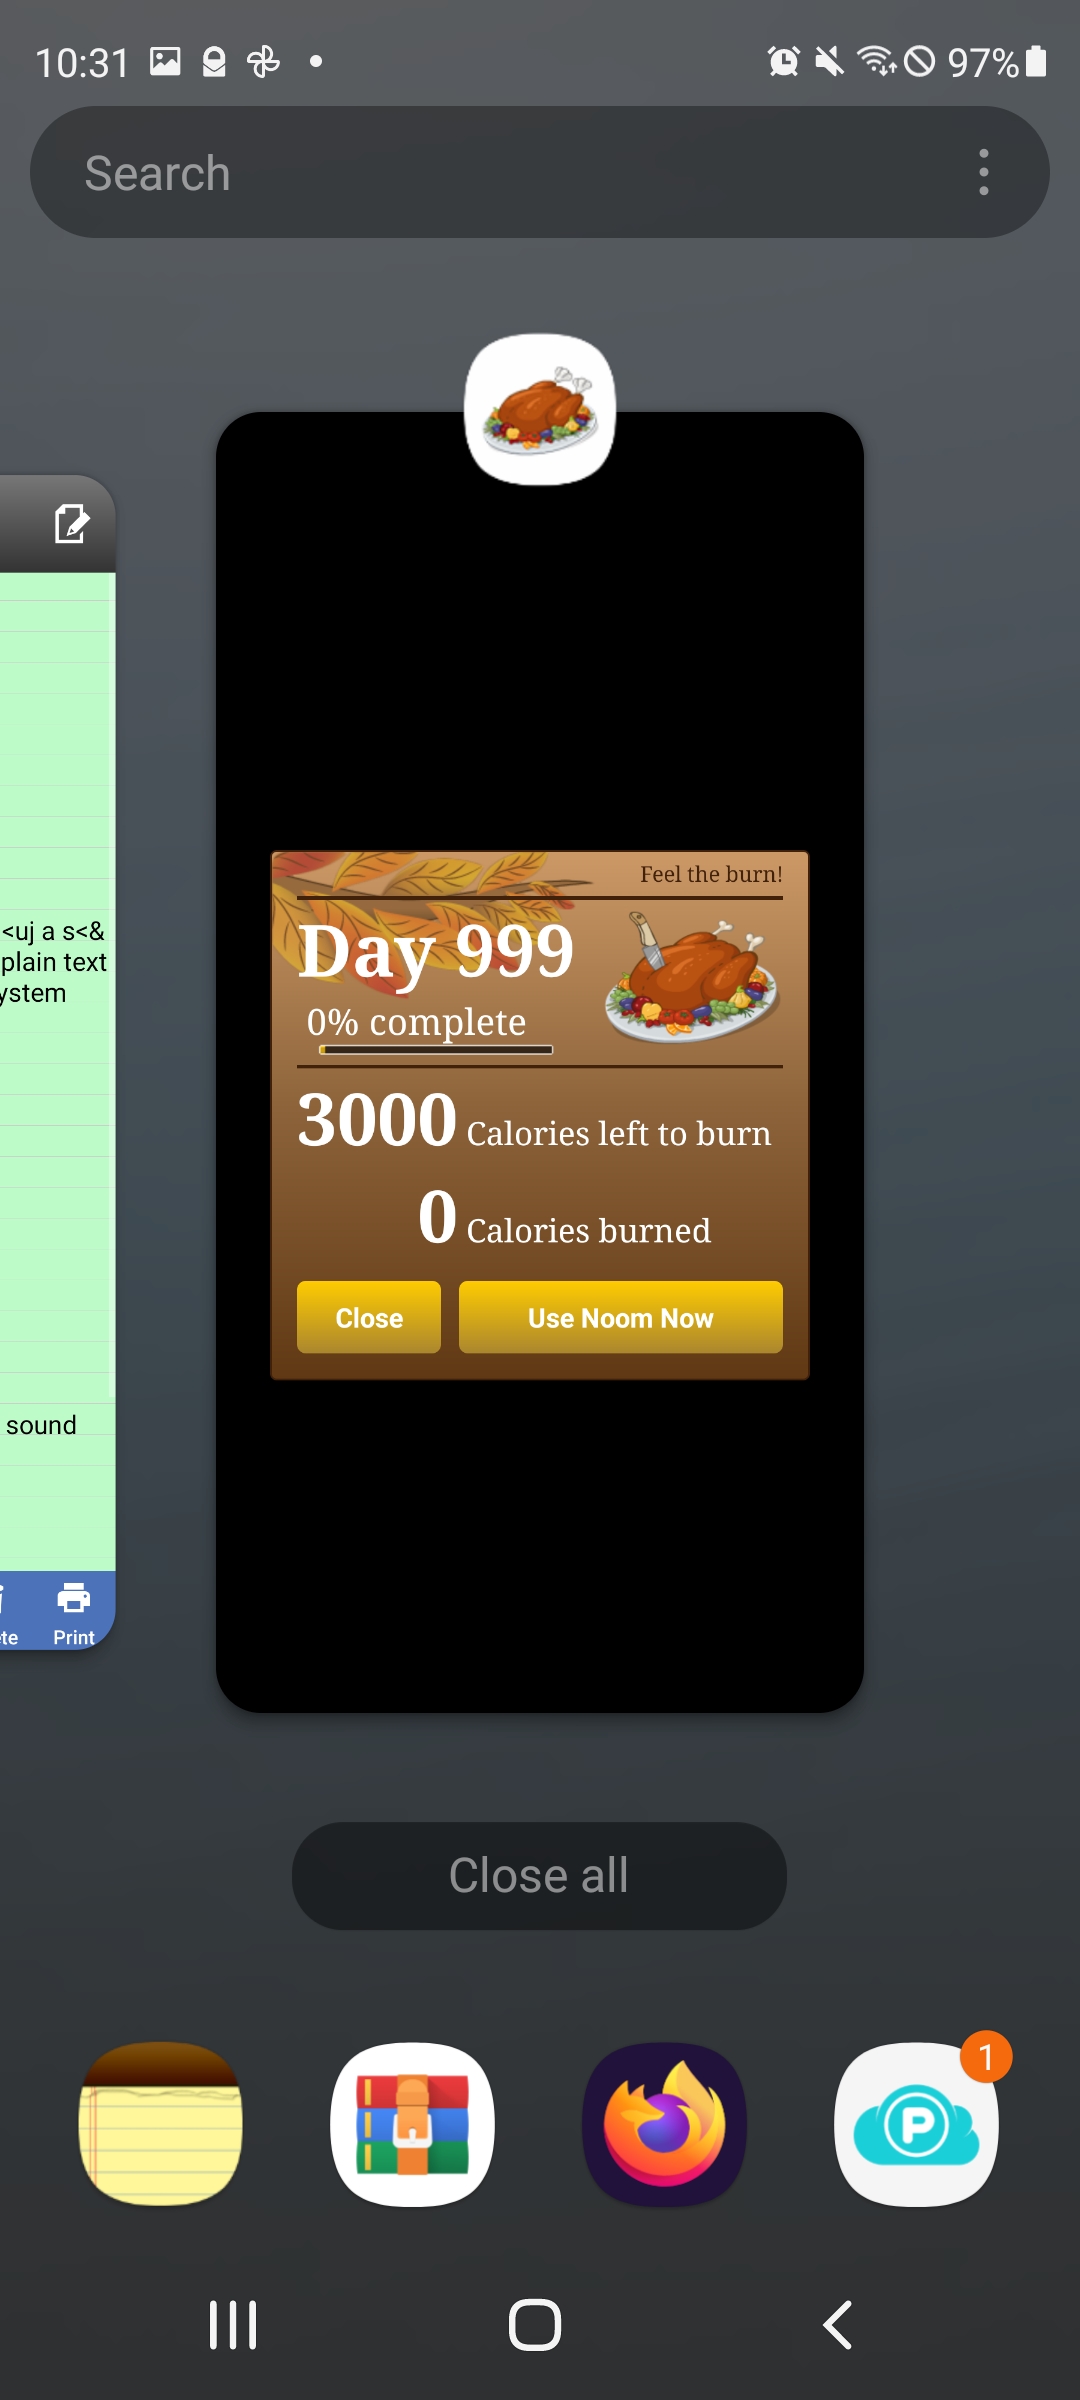 10:31
97%
Search
<uj a s<&
plain text
ystem
sound
Print
Feel the burn!
Day 999
0% complete
3000 Calories left to burn
0 Calories burned
Close
Use Noom Now
Close all
1
P